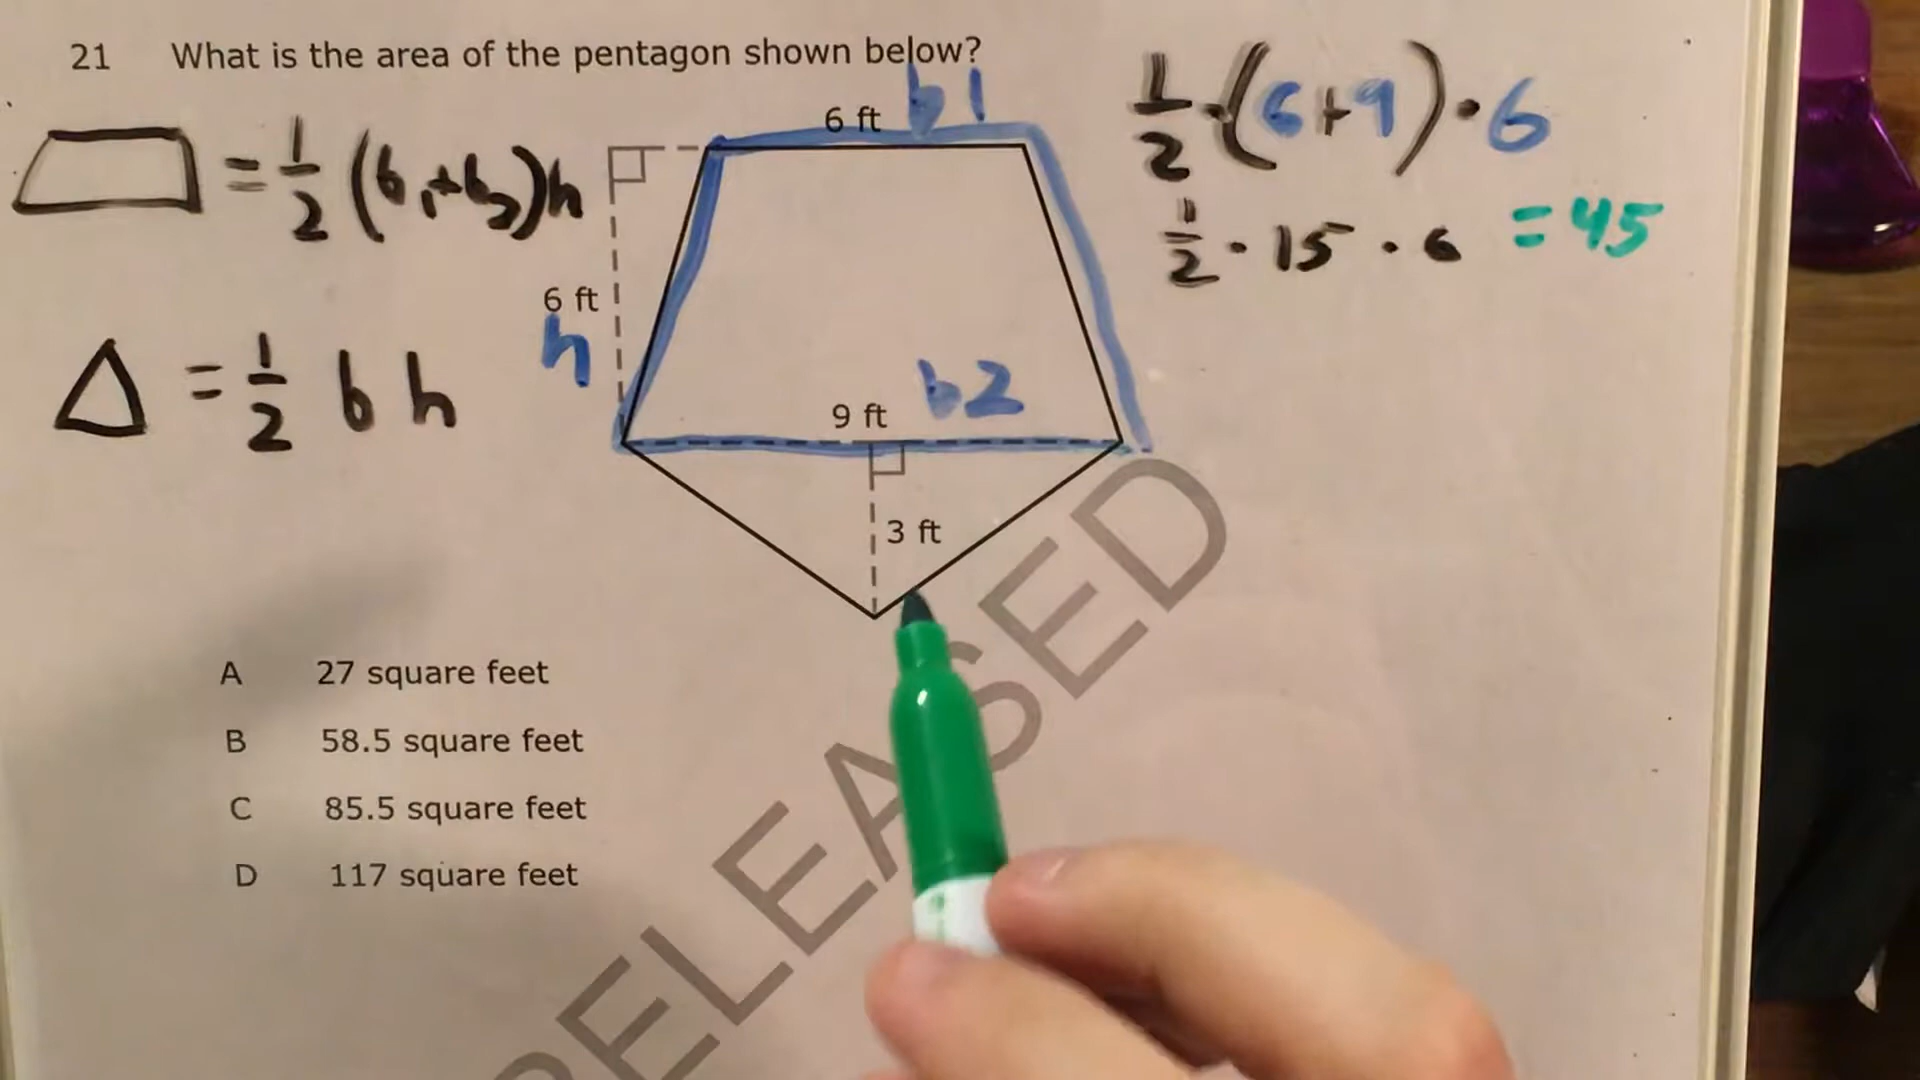 21 What is the area of the pentagon shown below?
b1
6 ft
= 1/2 (b1+b2)h
1/2 · (6+9) · 6
1/2 · 15 · 6 = 45
6 ft
h
= 1/2 b h
b2
9 ft
3 ft
A 27 square feet
B 58.5 square feet
C 85.5 square feet
D 117 square feet
RELEASED